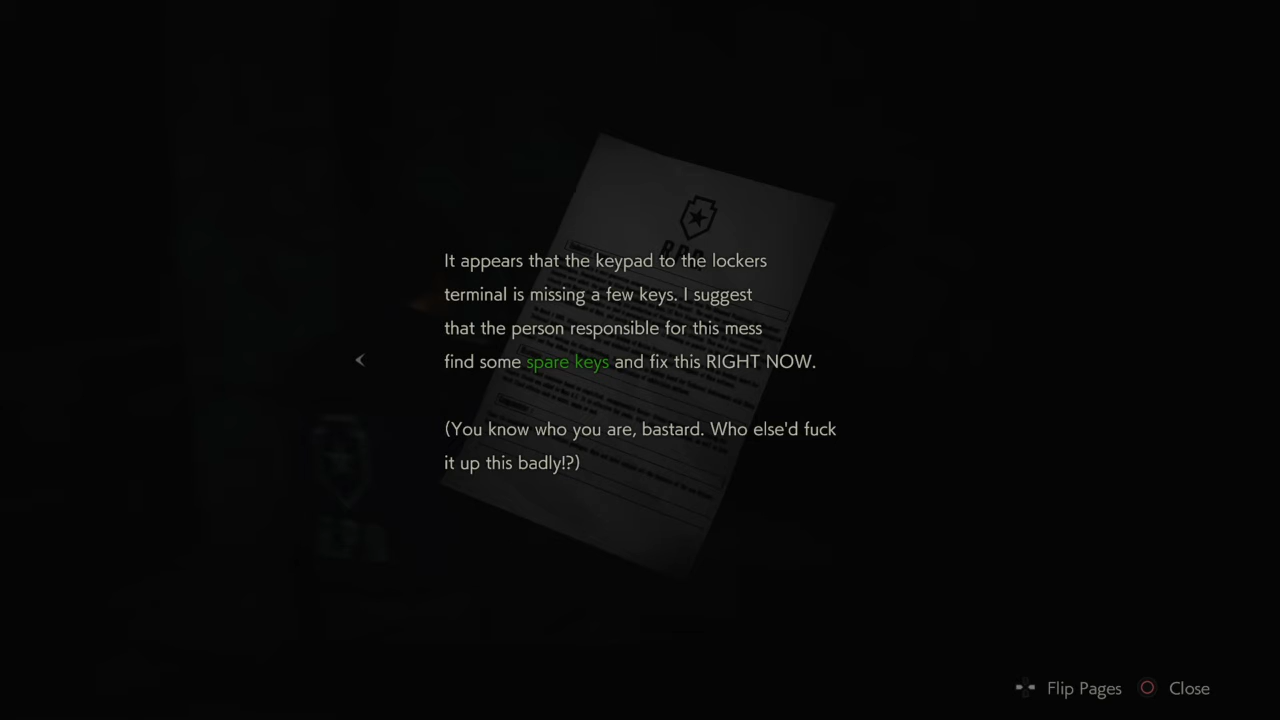 It appears that the keypad to the lockers
terminal is missing a few keys. I suggest
that the person responsible for this mess
find some spare keys and fix this RIGHT NOW.
(You know who you are, bastard. Who else'd fuck
it up this badly!?)
Flip Pages Close